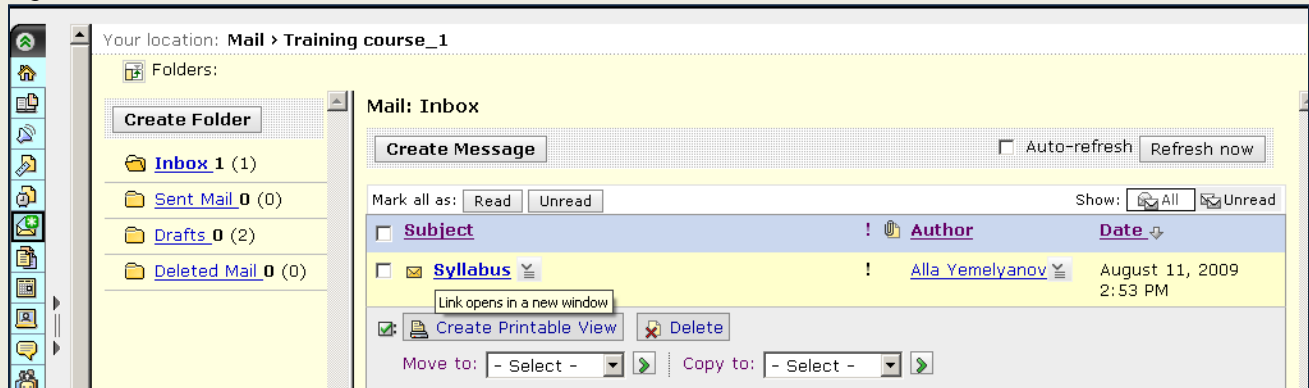 Your location: Mail › Training course_1
Folders:
Create Folder
Inbox 1 (1)
Sent Mail 0 (0)
Drafts 0 (2)
Deleted Mail 0 (0)
Mail: Inbox
Create Message
Auto-refresh Refresh now
Mark all as: Read Unread Show: All Unread
Subject ! Author Date
Syllabus ! Alla Yemelyanov August 11, 2009
2:53 PM
Link opens in a new window
: Create Printable View Delete
Move to: - Select - Copy to: - Select -